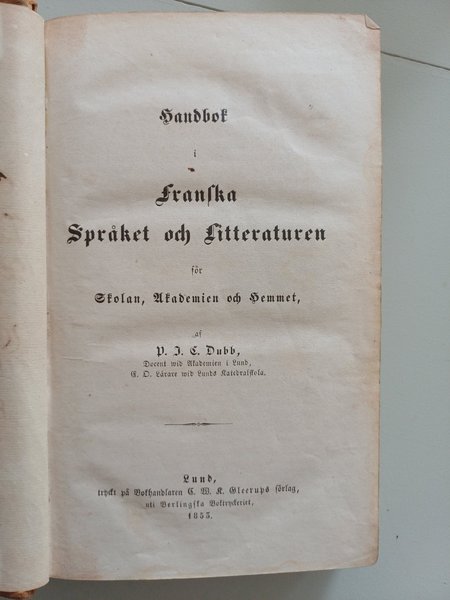 Handbok
i
Franska
Språket och Litteraturen
för
Skolan, Akademien och Hemmet,
af
P. J. C. Dubb,
Docent wid Akademien i Lund,
E. O. Lärare wid Lunds Katedralskola.
Lund,
tryckt på Bokhandlaren C. W. K. Gleerups förlag,
uti Berlingska Boktryckeriet,
1853.